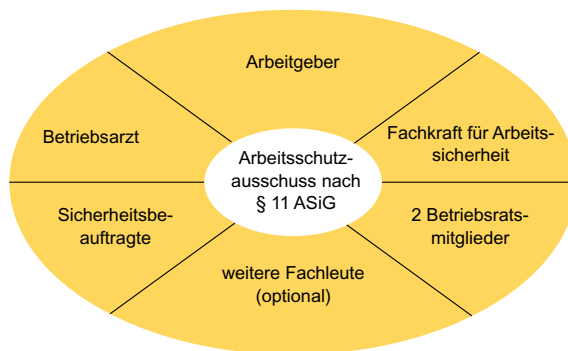 Arbeitgeber
Betriebsarzt
Fachkraft für Arbeits-
sicherheit
Arbeitsschutz-
ausschuss nach
§ 11 ASiG
Sicherheitsbe-
auftragte
2 Betriebsrats-
mitglieder
weitere Fachleute
(optional)